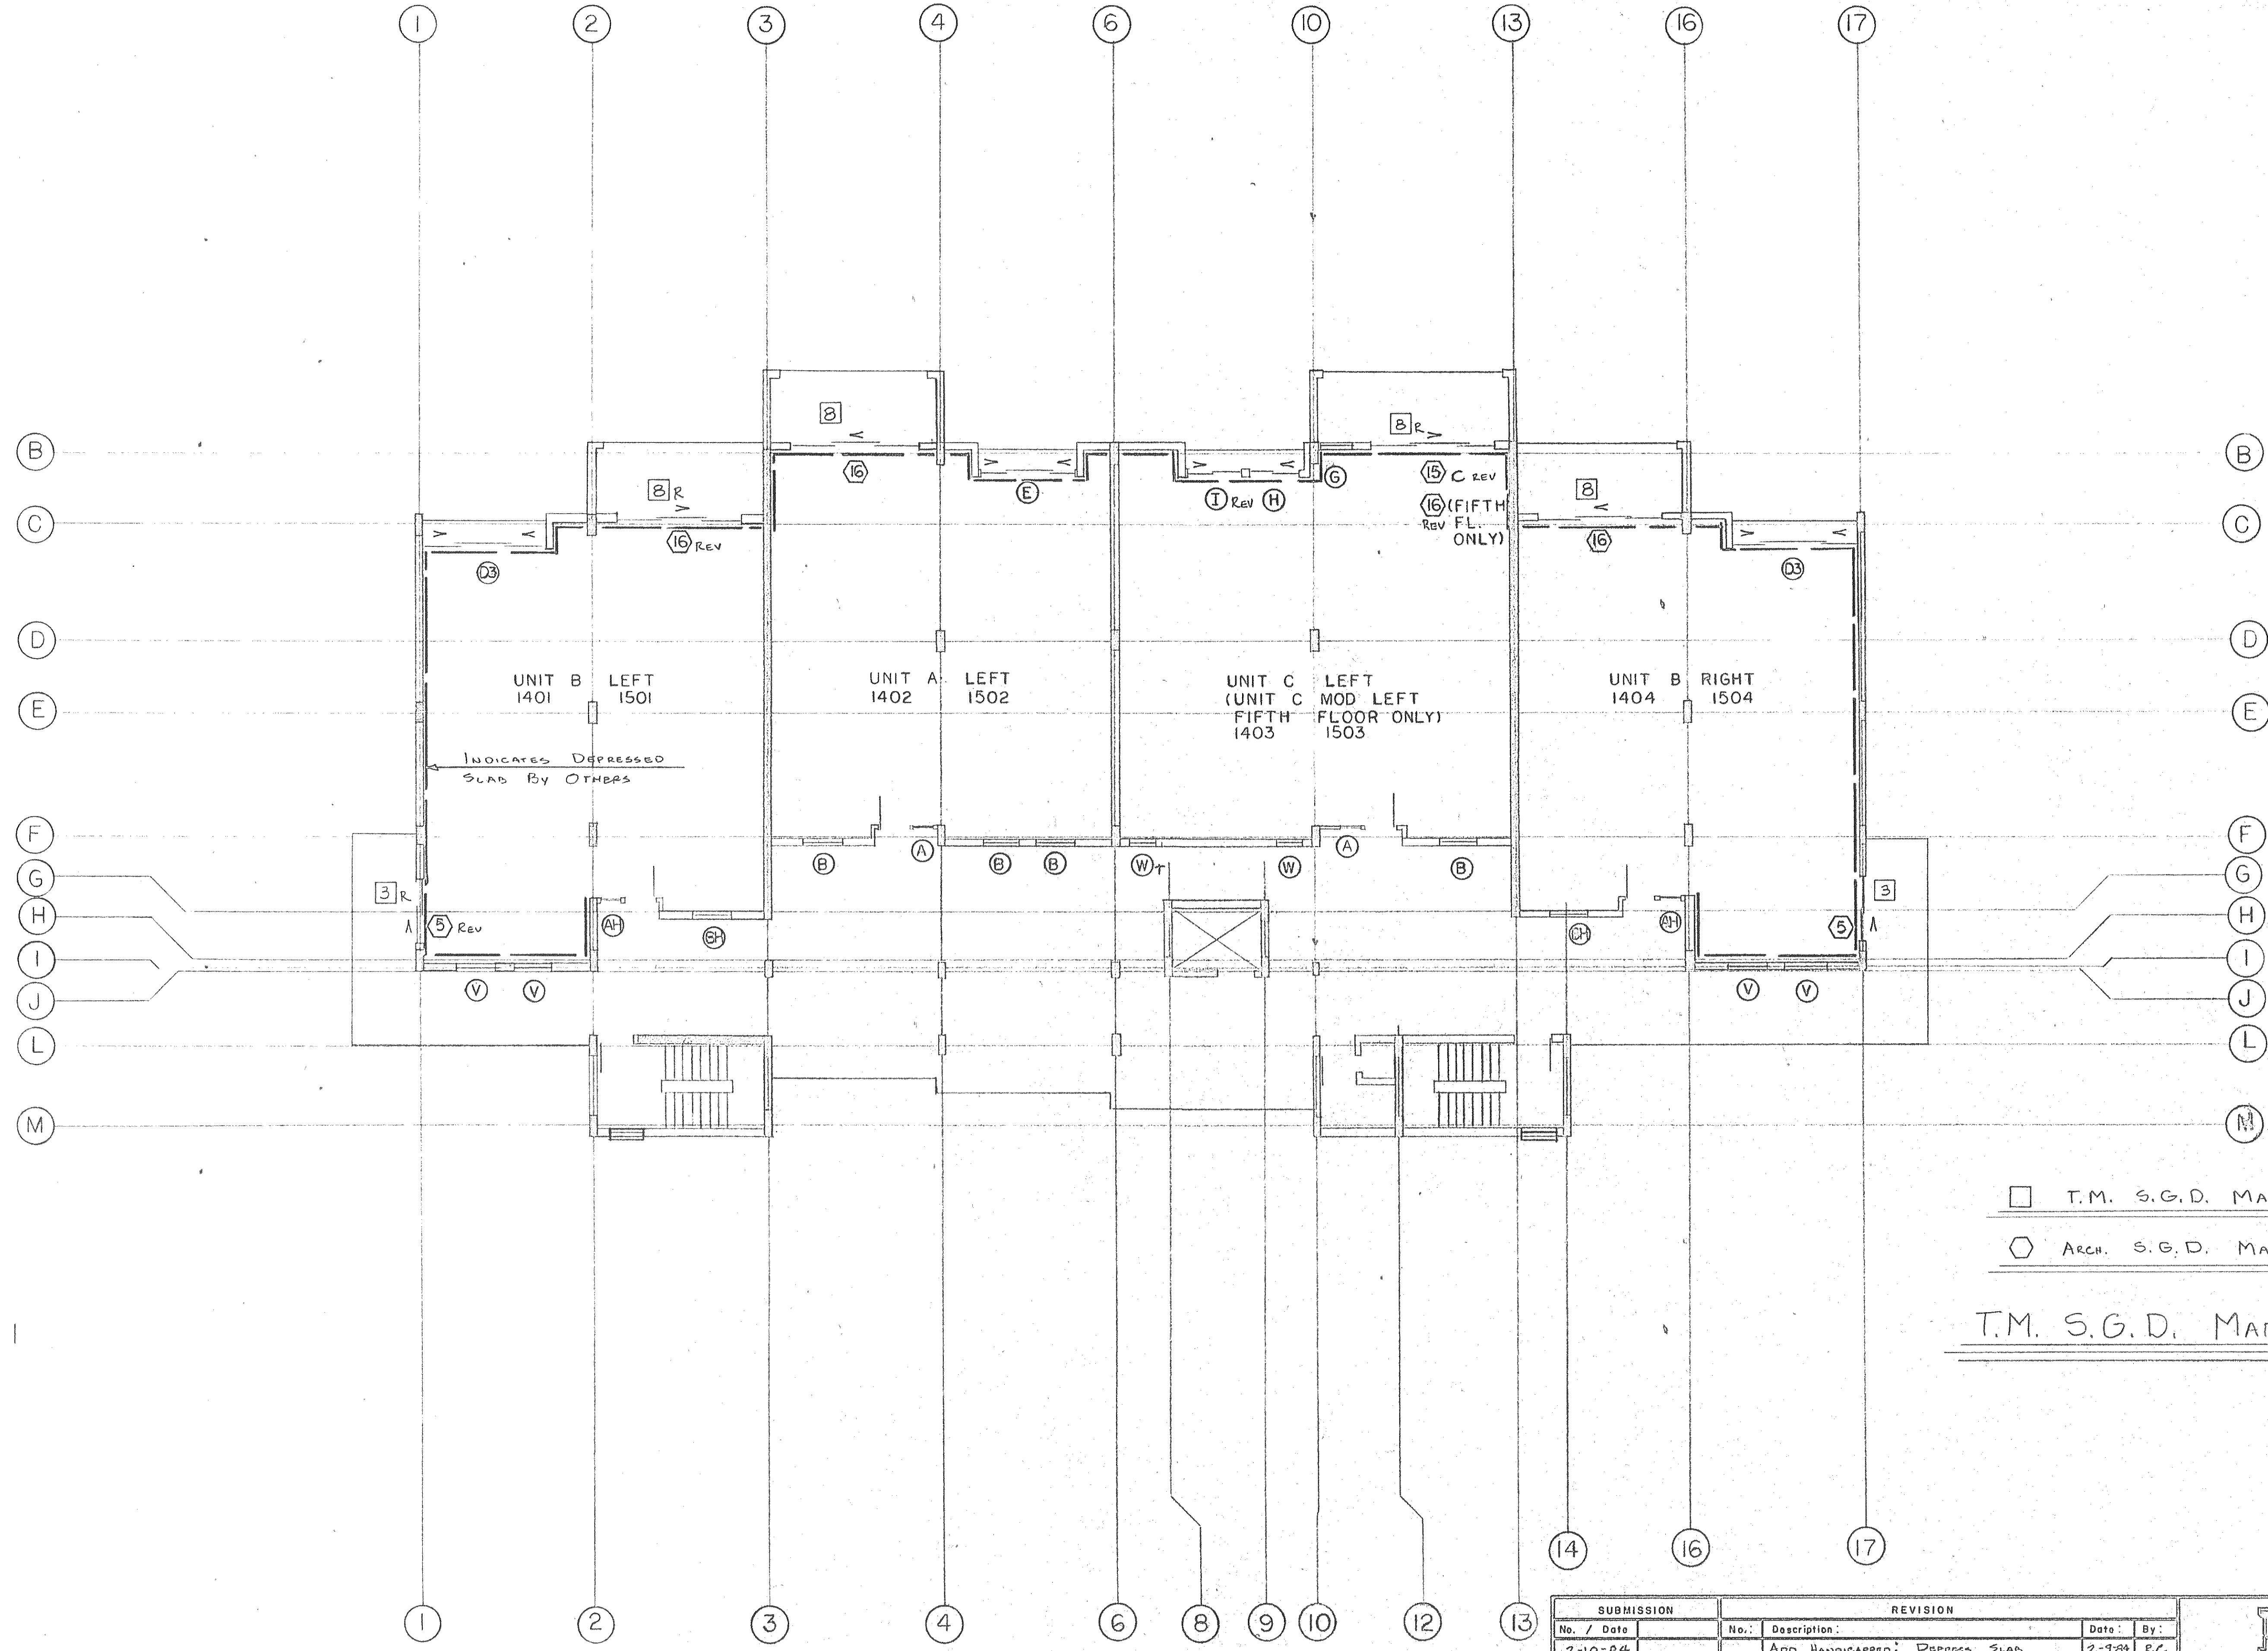 1 2 3 4 6 10 13 16 17
8
8 R
B B
8 R
16
E
I REV H
G
15 C REV
8
C C
16 REV
16 (FIFTH
REV FL.
ONLY)
16
D3
D3
D D
UNIT B LEFT
1401 1501
UNIT A LEFT
1402 1502
UNIT C LEFT
(UNIT C MOD LEFT
FIFTH FLOOR ONLY)
1403 1503
UNIT B RIGHT
1404 1504
E E
INDICATES DEPRESSED
SLAB BY OTHERS
F F
B A B B W W A B
G G
3 R
3
H H
5 REV
AH
BH
CH
AH
5
I I
V V
V V
J J
L L
M M
T.M. S.G.D. MA
ARCH. S.G.D. MA
T.M. S.G.D. MA
14 16 17
1 2 3 4 6 8 9 10 12 13
SUBMISSION REVISION
No. / Date No.: Description: Date: By:
ADD HANDICAPPED: DEPRESS SLAB